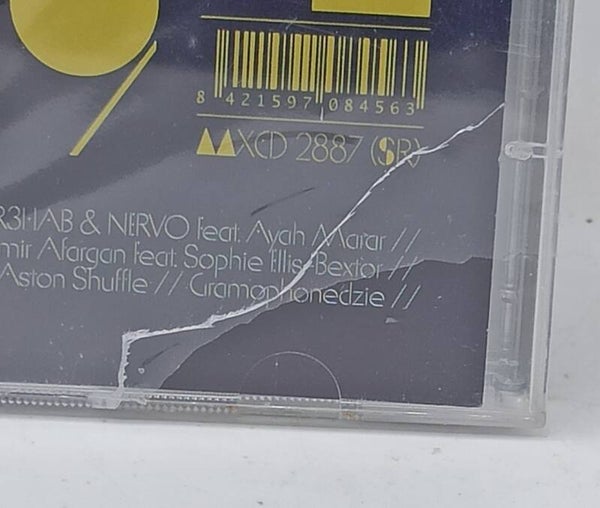 8 421597 084563
MXCD 2887 (SR)
R3HAB & NERVO feat. Ayah Marar //
mir Afargan feat. Sophie Ellis-Bextor //
Aston Shuffle // Gramophonedzie //